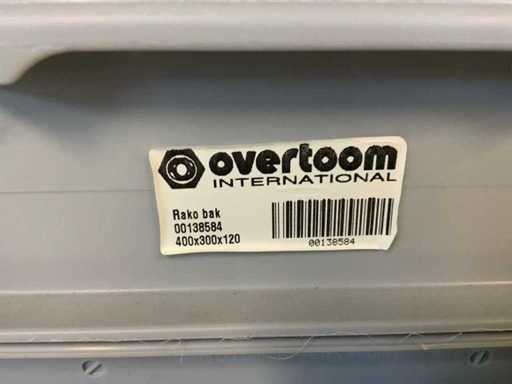 overtoom
INTERNATIONAL
Rako bak
00138584
400x300x120
00138584